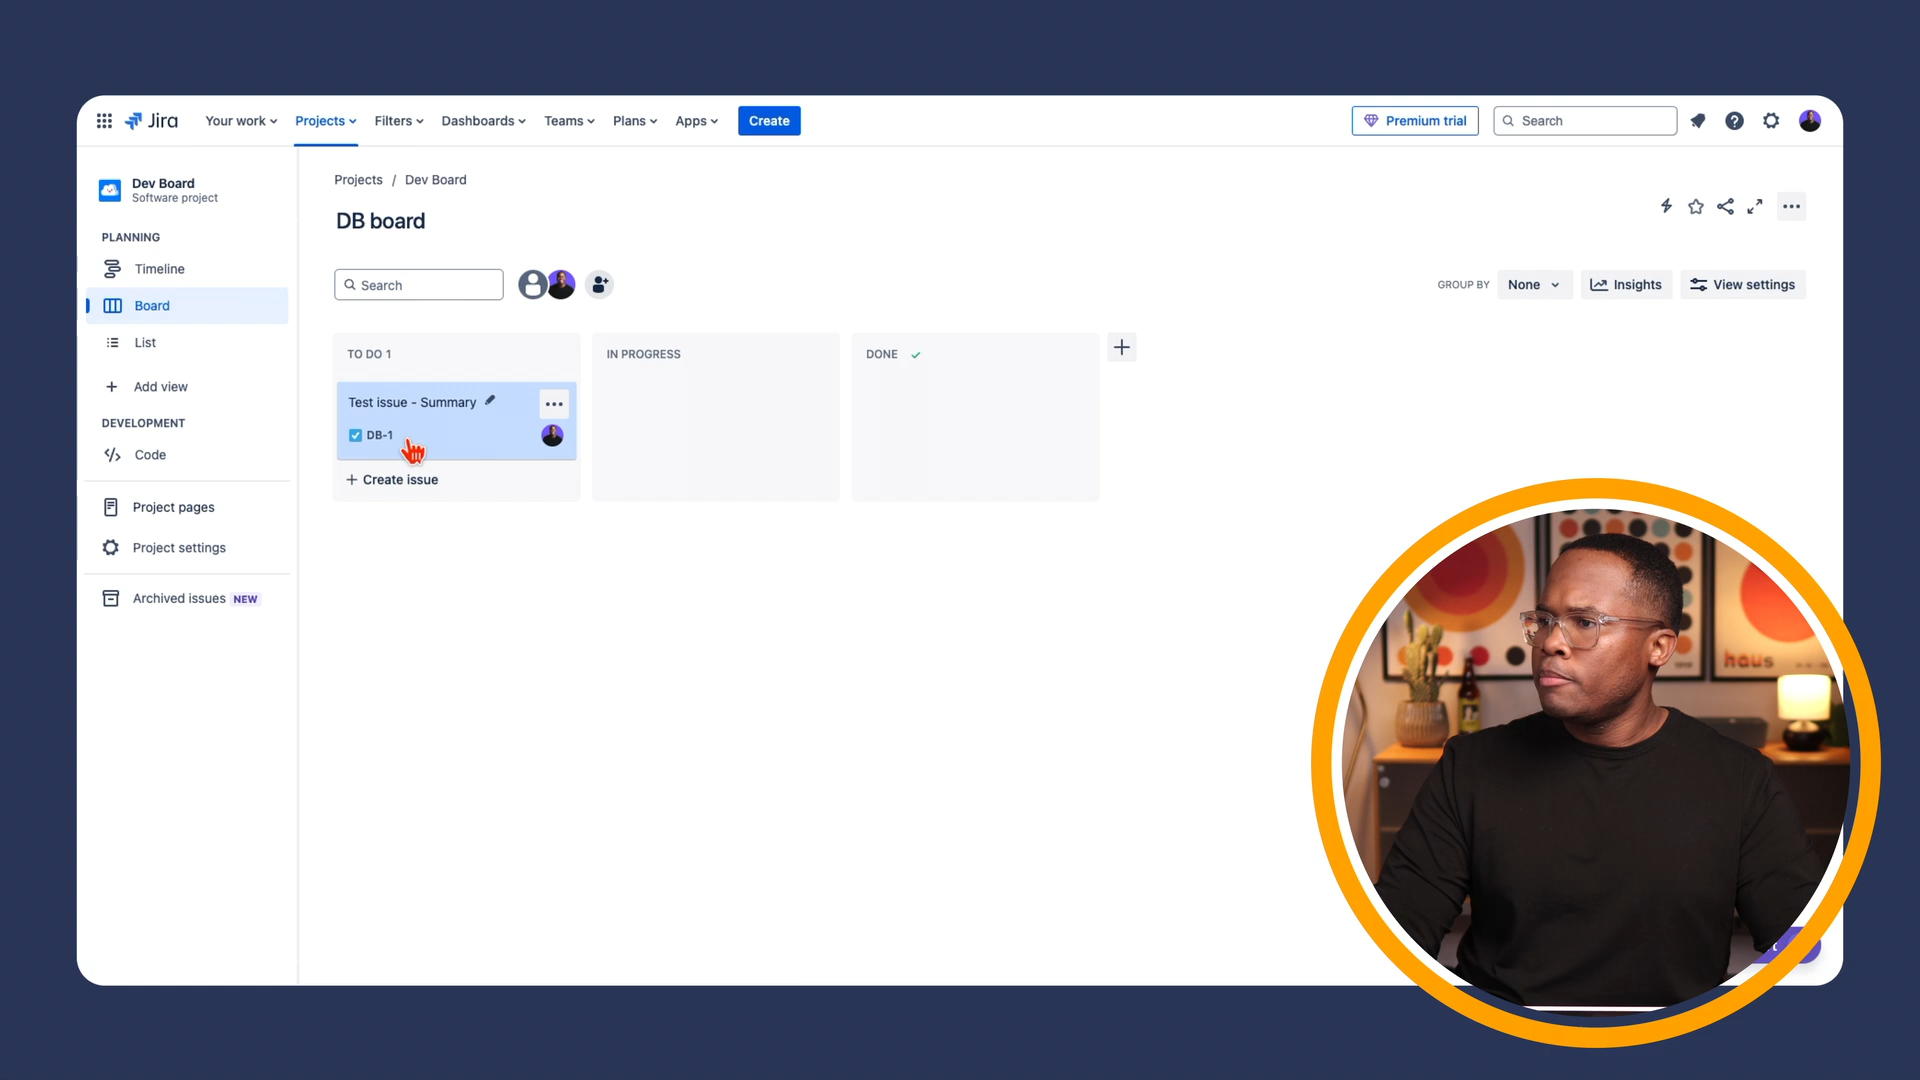 Jira Your work Projects Filters Dashboards Teams Plans Apps Create Premium trial Search
Dev Board
Software project
PLANNING
Timeline
Board
List
Add view
DEVELOPMENT
Code
Project pages
Project settings
Archived issues NEW
Projects / Dev Board
DB board
Search
GROUP BY None Insights View settings
TO DO 1
Test issue - Summary
DB-1
+ Create issue
IN PROGRESS
DONE
haus